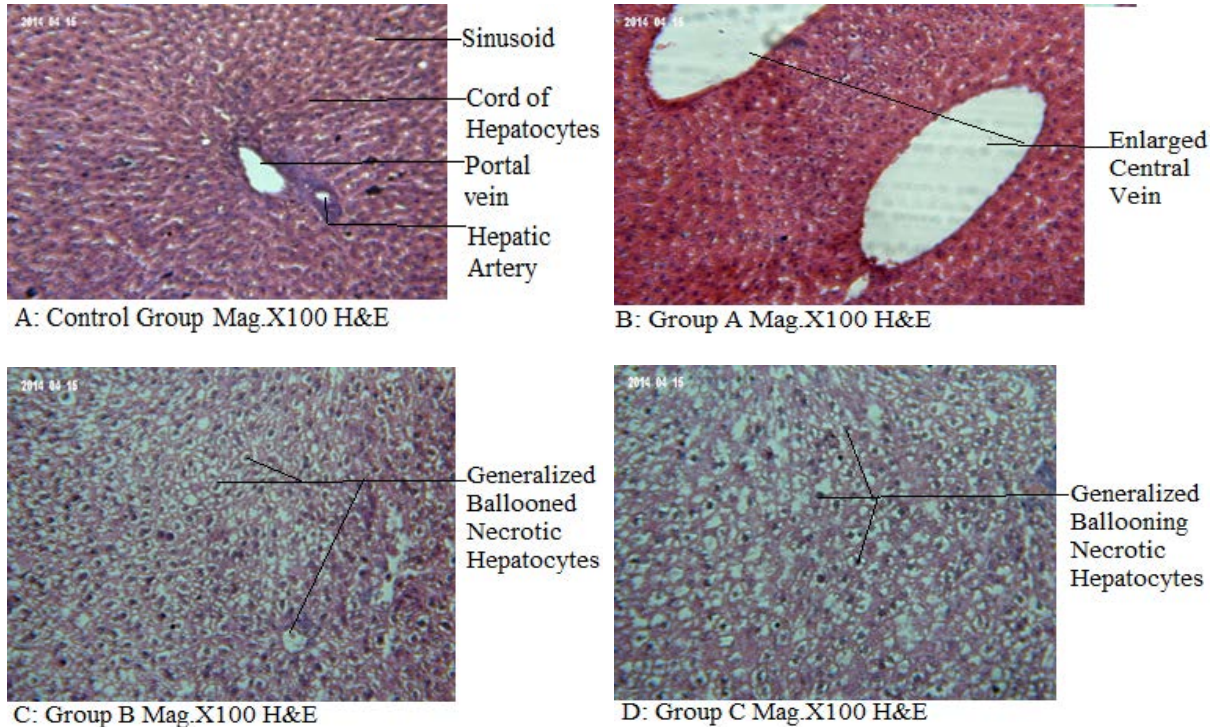 2014 04 15
Sinusoid
Cord of
Hepatocytes
Portal
vein
Hepatic
Artery
A: Control Group Mag.X100 H&E
2014 04 15
Enlarged
Central
Vein
B: Group A Mag.X100 H&E
2014 04 15
Generalized
Ballooned
Necrotic
Hepatocytes
C: Group B Mag.X100 H&E
2014 04 15
Generalized
Ballooning
Necrotic
Hepatocytes
D: Group C Mag.X100 H&E